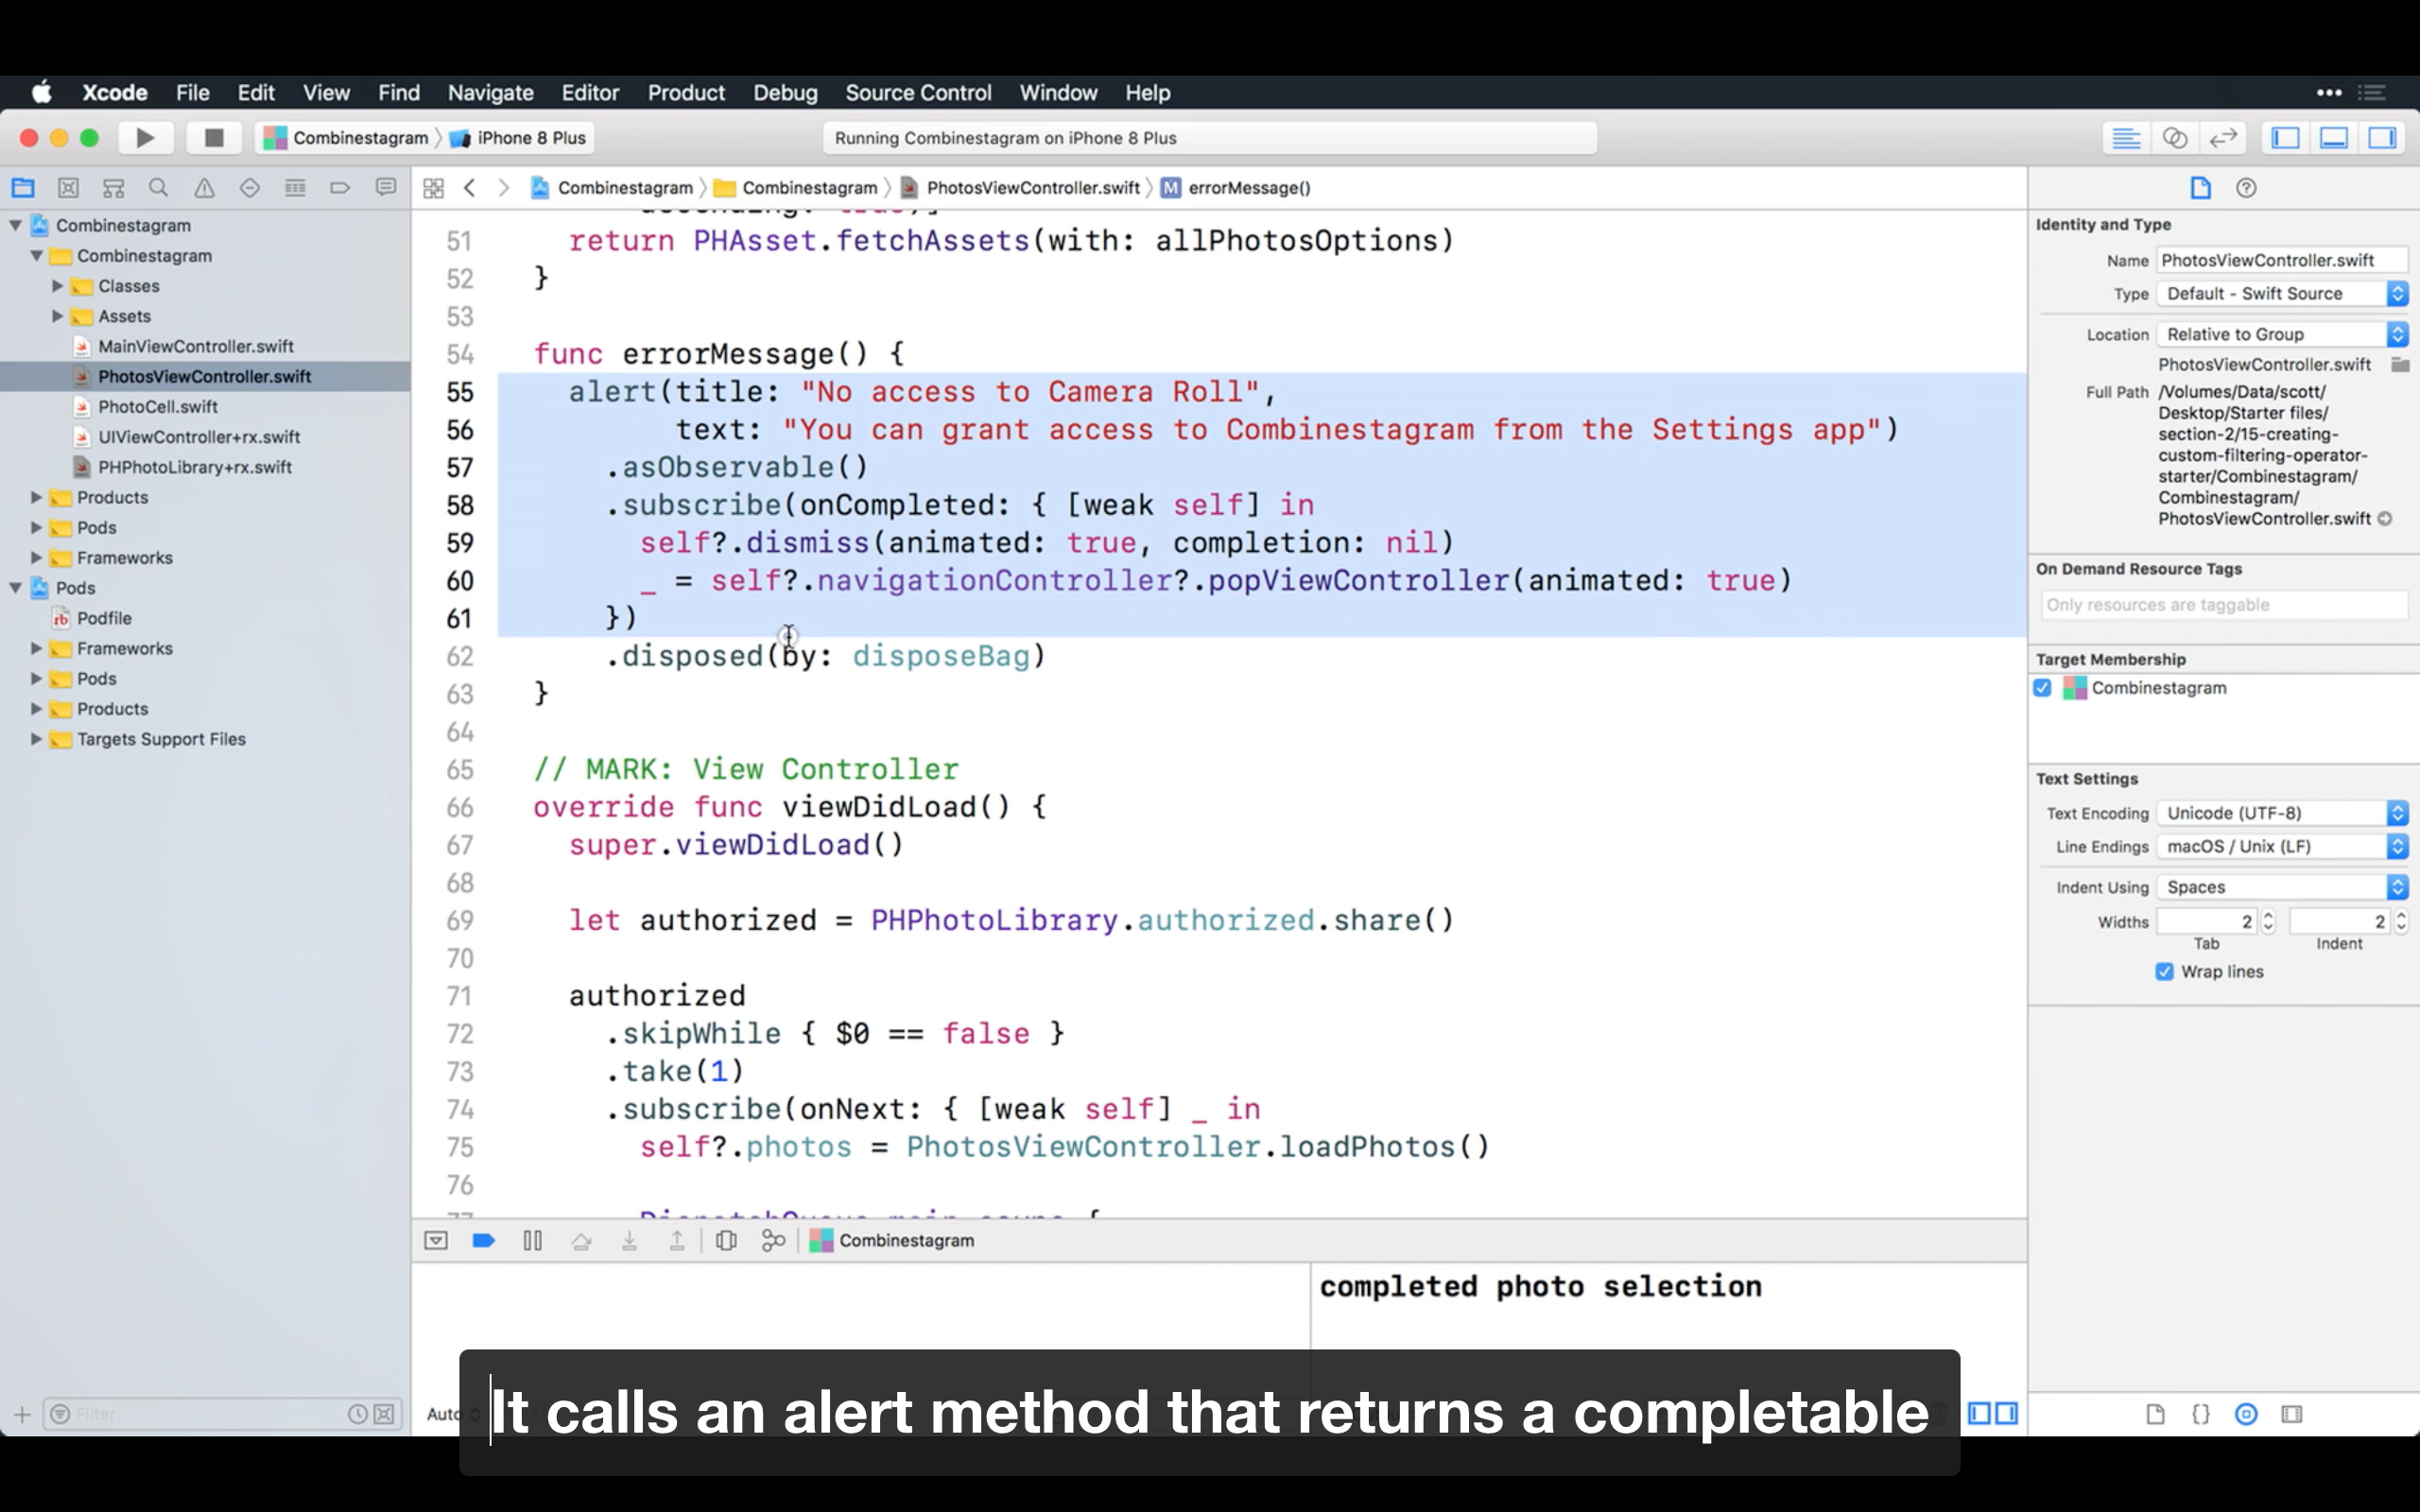 Xcode File Edit View Find Navigate Editor Product Debug Source Control Window Help
Combinestagram iPhone 8 Plus
Running Combinestagram on iPhone 8 Plus
Combinestagram Combinestagram PhotosViewController.swift M errorMessage()
Combinestagram
Combinestagram
Classes
Assets
MainViewController.swift
PhotosViewController.swift
PhotoCell.swift
UIViewController+rx.swift
PHPhotoLibrary+rx.swift
Products
Pods
Frameworks
Pods
Podfile
Frameworks
Pods
Products
Targets Support Files
Filter
51 return PHAsset.fetchAssets(with: allPhotosOptions)
52 }
53
54 func errorMessage() {
55 alert(title: "No access to Camera Roll",
56 text: "You can grant access to Combinestagram from the Settings app")
57 .asObservable()
58 .subscribe(onCompleted: { [weak self] in
59 self?.dismiss(animated: true, completion: nil)
60 _ = self?.navigationController?.popViewController(animated: true)
61 })
62 .disposed(by: disposeBag)
63 }
64
65 // MARK: View Controller
66 override func viewDidLoad() {
67 super.viewDidLoad()
68
69 let authorized = PHPhotoLibrary.authorized.share()
70
71 authorized
72 .skipWhile { $0 == false }
73 .take(1)
74 .subscribe(onNext: { [weak self] _ in
75 self?.photos = PhotosViewController.loadPhotos()
76
Combinestagram
completed photo selection
Auto
It calls an alert method that returns a completable
Identity and Type
Name PhotosViewController.swift
Type Default - Swift Source
Location Relative to Group
PhotosViewController.swift
Full Path /Volumes/Data/scott/
Desktop/Starter files/
section-2/15-creating-
custom-filtering-operator-
starter/Combinestagram/
Combinestagram/
PhotosViewController.swift
On Demand Resource Tags
Only resources are taggable
Target Membership
Combinestagram
Text Settings
Text Encoding Unicode (UTF-8)
Line Endings macOS / Unix (LF)
Indent Using Spaces
Widths 2 2
Tab Indent
Wrap lines